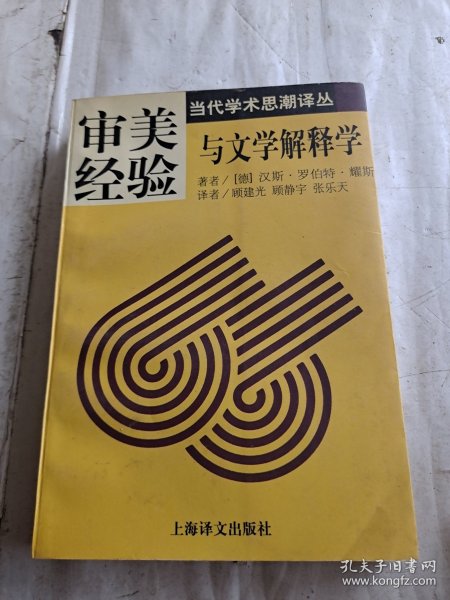 当代学术思潮译丛
审美
经验
与文学解释学
著者/［德］汉斯·罗伯特·耀斯
译者/顾建光 顾静宇 张乐天
上海译文出版社
孔夫子旧书网
www.kongfz.com